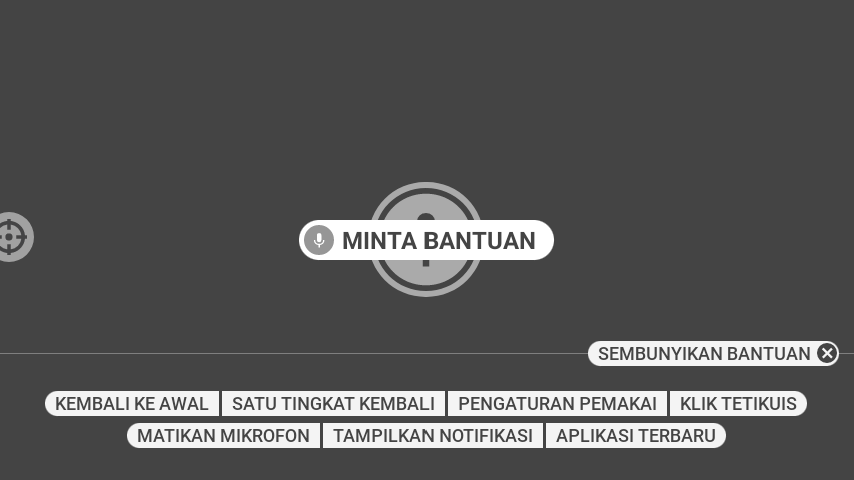 MINTA BANTUAN
SEMBUNYIKAN BANTUAN
KEMBALI KE AWAL SATU TINGKAT KEMBALI PENGATURAN PEMAKAI KLIK TETIKUIS
MATIKAN MIKROFON TAMPILKAN NOTIFIKASI APLIKASI TERBARU